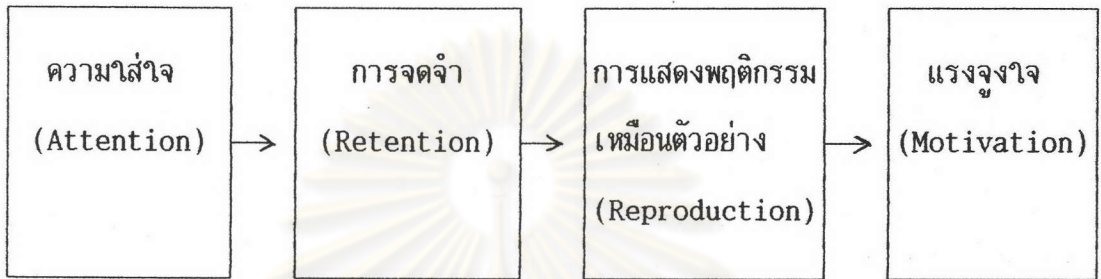 ความใส่ใจ
(Attention)
การจดจำ
(Retention)
การแสดงพฤติกรรม
เหมือนตัวอย่าง
(Reproduction)
แรงจูงใจ
(Motivation)